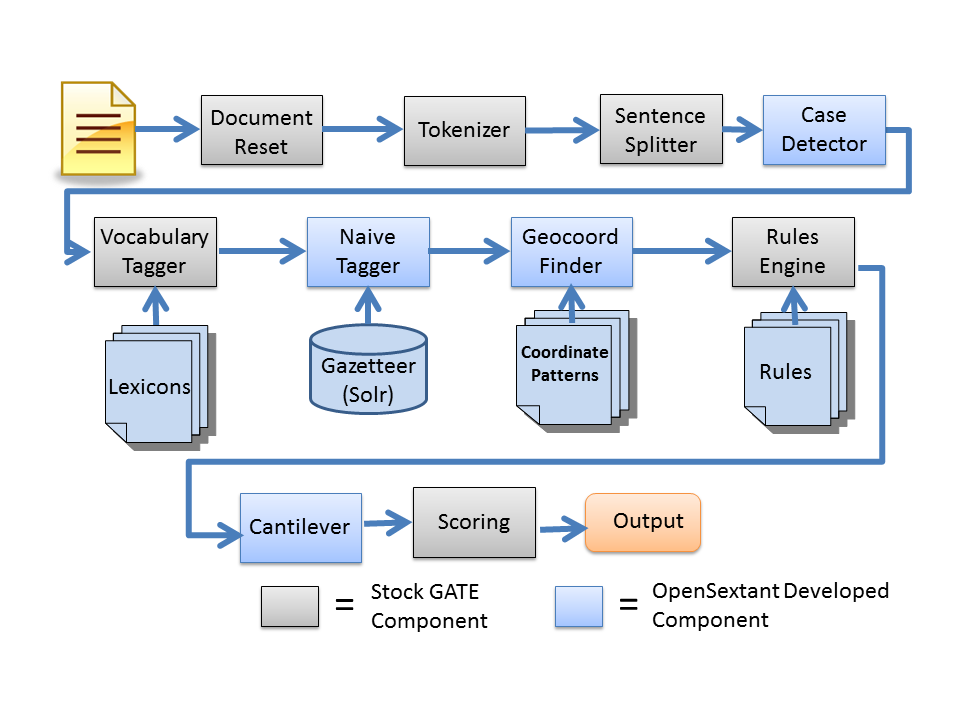 Document
Reset
Tokenizer
Sentence
Splitter
Case
Detector
Vocabulary
Tagger
Naive
Tagger
Geocoord
Finder
Rules
Engine
Lexicons
Gazetteer
(Solr)
Coordinate
Patterns
Rules
Cantilever
Scoring
Output
=
Stock GATE
Component
=
OpenSextant Developed
Component